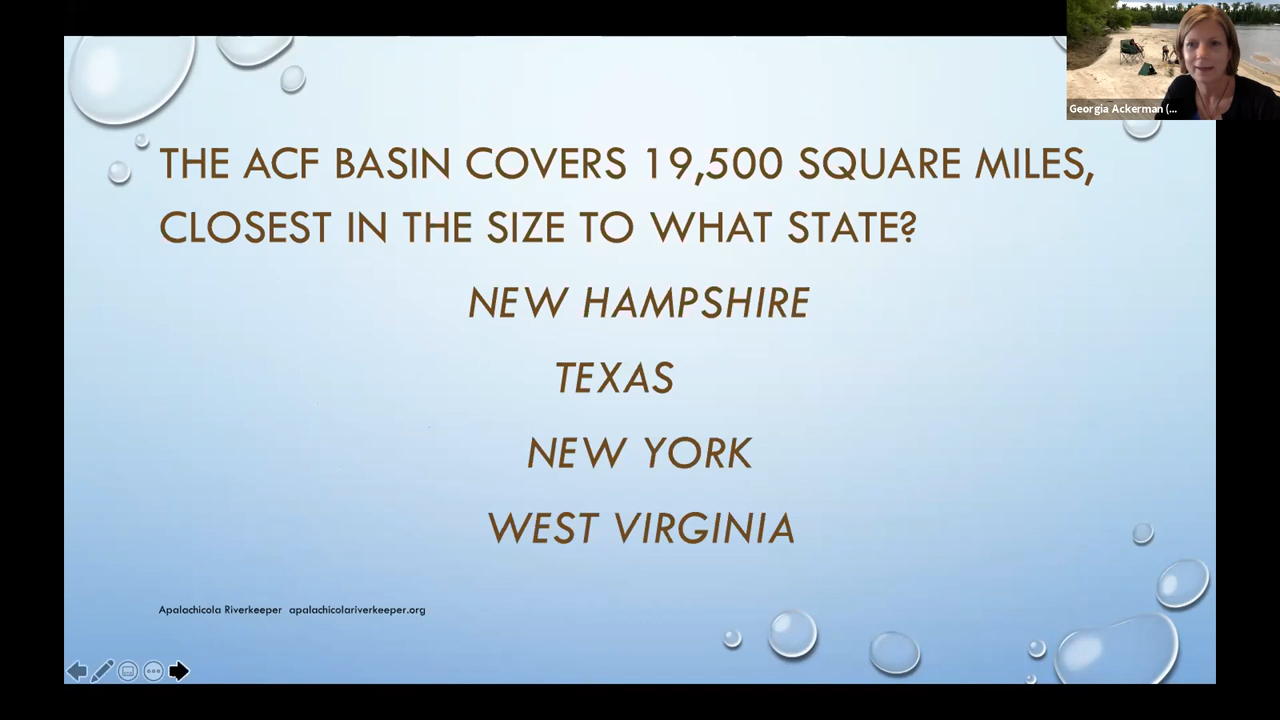 Georgia Ackerman (...
THE ACF BASIN COVERS 19,500 SQUARE MILES,
CLOSEST IN THE SIZE TO WHAT STATE?
NEW HAMPSHIRE
TEXAS
NEW YORK
WEST VIRGINIA
Apalachicola Riverkeeper apalachicolariverkeeper.org